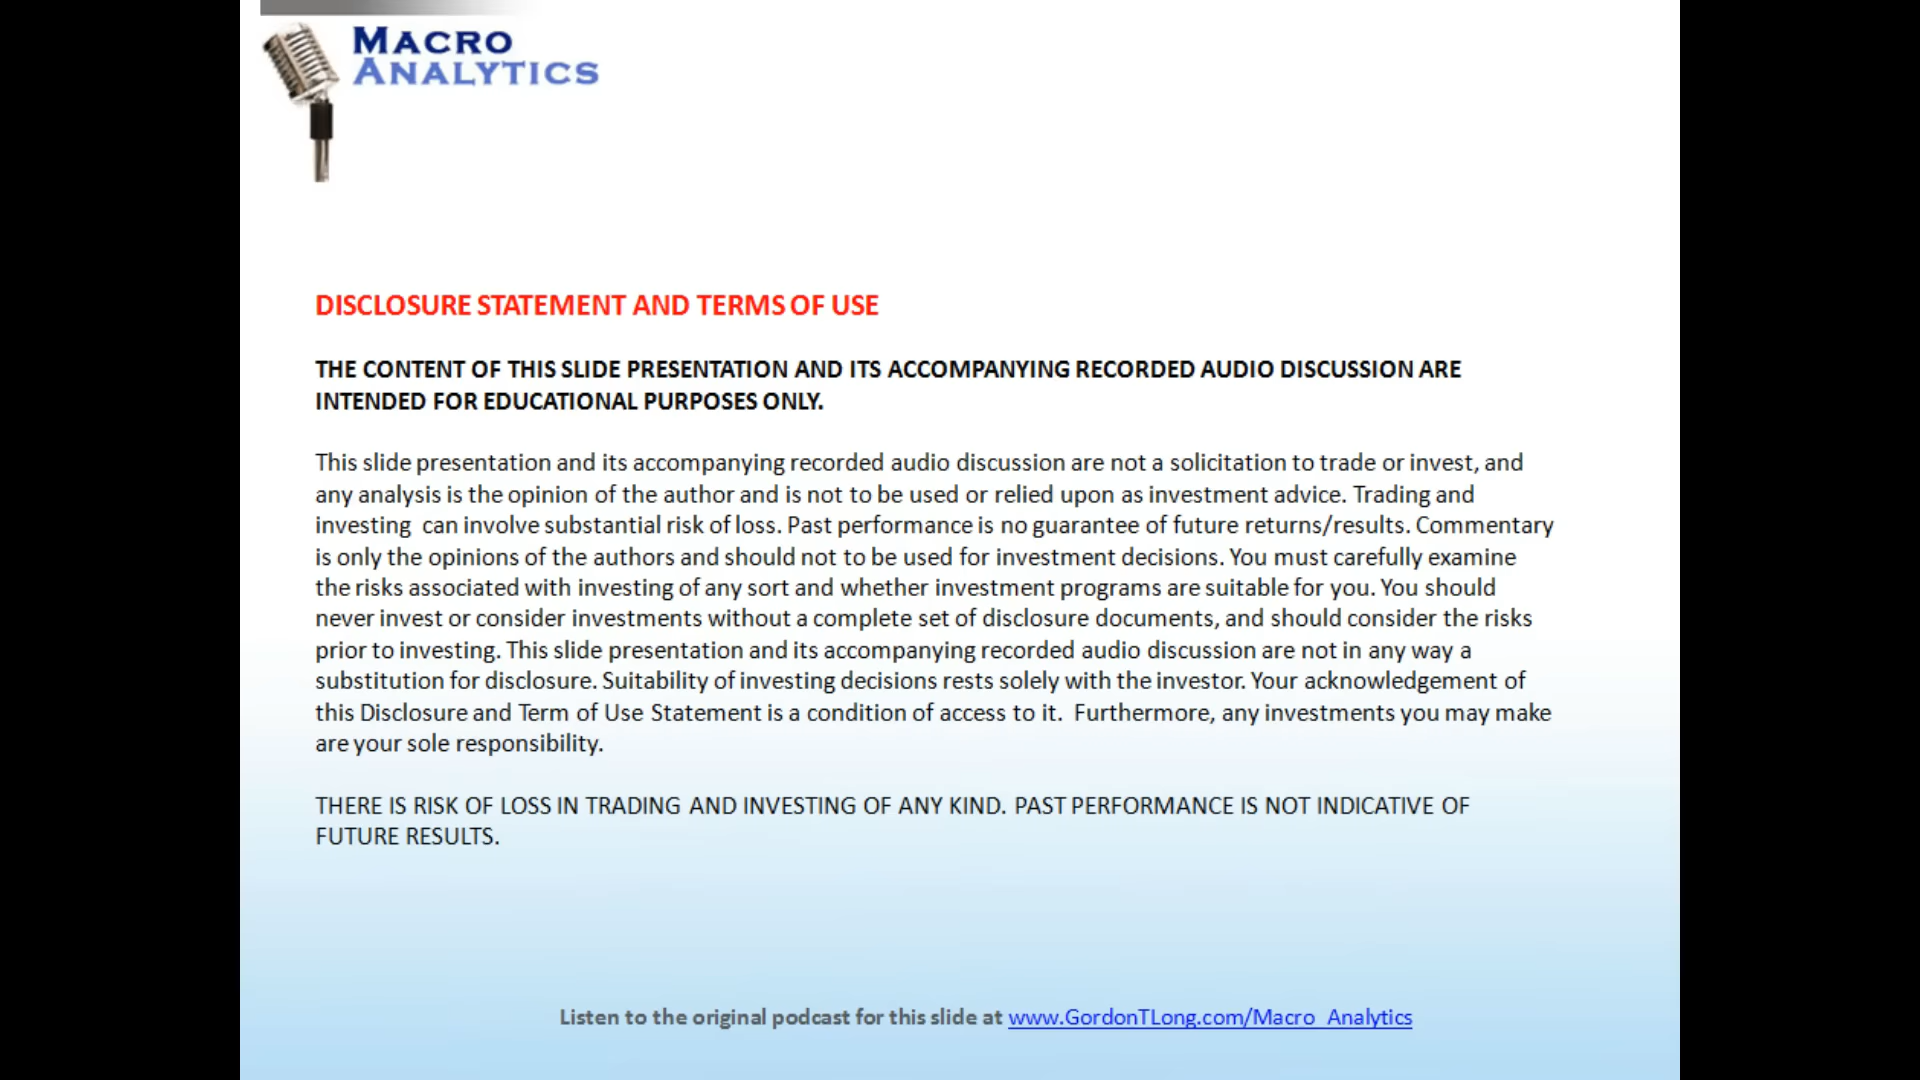 MACRO
ANALYTICS
DISCLOSURE STATEMENT AND TERMS OF USE
THE CONTENT OF THIS SLIDE PRESENTATION AND ITS ACCOMPANYING RECORDED AUDIO DISCUSSION ARE
INTENDED FOR EDUCATIONAL PURPOSES ONLY.
This slide presentation and its accompanying recorded audio discussion are not a solicitation to trade or invest, and
any analysis is the opinion of the author and is not to be used or relied upon as investment advice. Trading and
investing  can involve substantial risk of loss. Past performance is no guarantee of future returns/results. Commentary
is only the opinions of the authors and should not to be used for investment decisions. You must carefully examine
the risks associated with investing of any sort and whether investment programs are suitable for you. You should
never invest or consider investments without a complete set of disclosure documents, and should consider the risks
prior to investing. This slide presentation and its accompanying recorded audio discussion are not in any way a
substitution for disclosure. Suitability of investing decisions rests solely with the investor. Your acknowledgement of
this Disclosure and Term of Use Statement is a condition of access to it.  Furthermore, any investments you may make
are your sole responsibility.
THERE IS RISK OF LOSS IN TRADING AND INVESTING OF ANY KIND. PAST PERFORMANCE IS NOT INDICATIVE OF
FUTURE RESULTS.
Listen to the original podcast for this slide at www.GordonTLong.com/Macro_Analytics